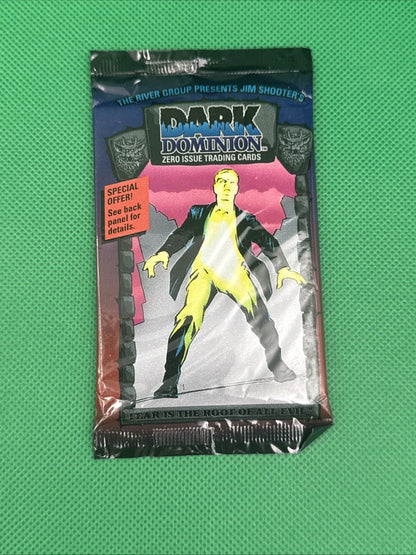 THE RIVER GROUP PRESENTS JIM SHOOTER'S
DARK
DOMINION™
ZERO ISSUE TRADING CARDS
SPECIAL
OFFER!
See back
panel for
details.
FEAR IS THE ROOT OF ALL EVIL